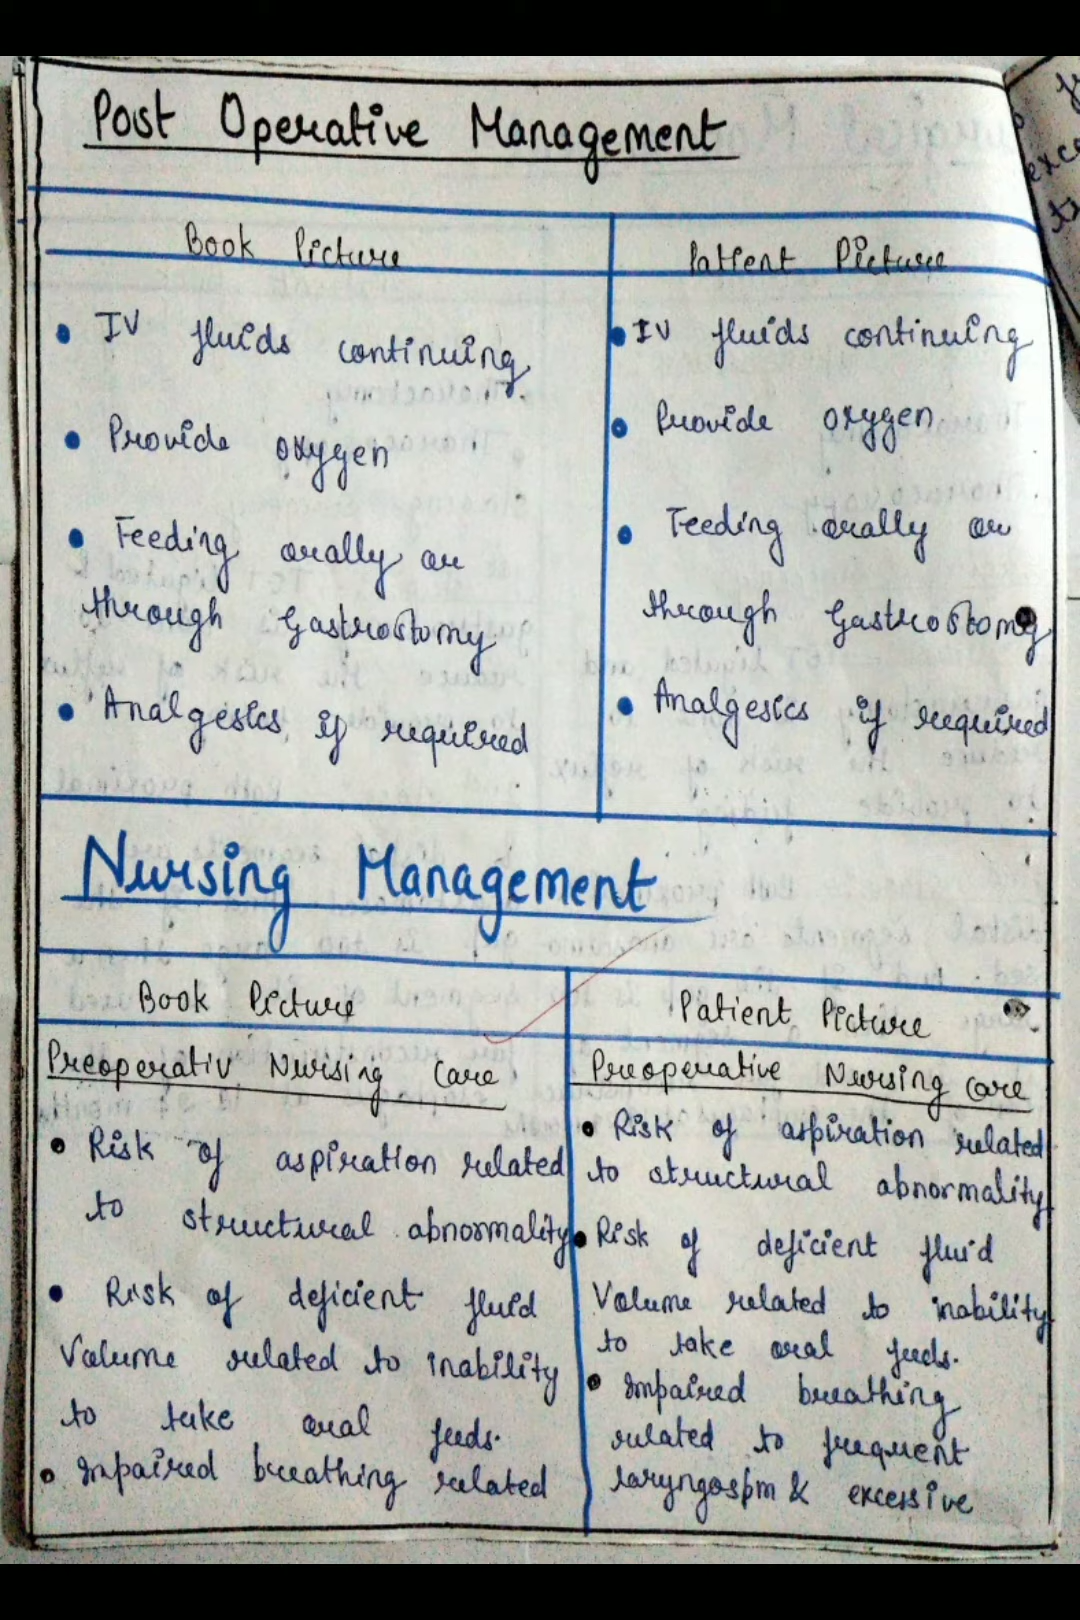 Post Operative Management
Book Picture
IV fluids continuing
Provide oxygen
Feeding orally or
through Gastrostomy
Analgesics if required
Patient Picture
IV fluids continuing
Provide oxygen
Feeding orally or
through Gastrostomy
Analgesics if required
Nursing Management
Book Picture
Preoperativ Nursing Care
Risk of aspiration related
to structural abnormality
Risk of deficient fluid
Volume related to inability
to take oral feeds.
Impaired breathing related
Patient Picture
Preoperative Nursing care
Risk of aspiration related
to structural abnormality
Risk of deficient fluid
Volume related to inability
to take oral feeds.
Impaired breathing
related to frequent
laryngospm & excessive